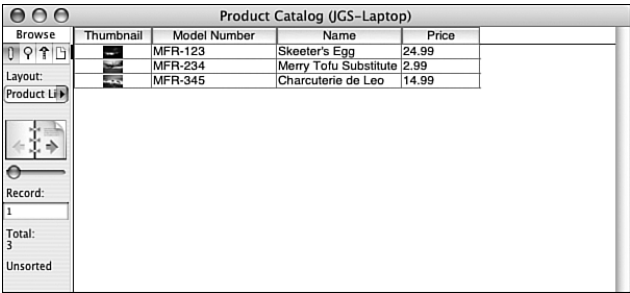 Product Catalog (JGS-Laptop)
Browse
Layout:
Product Li
Record:
1
Total:
3
Unsorted
Thumbnail Model Number Name Price
MFR-123 Skeeter's Egg 24.99
MFR-234 Merry Tofu Substitute 2.99
MFR-345 Charcuterie de Leo 14.99